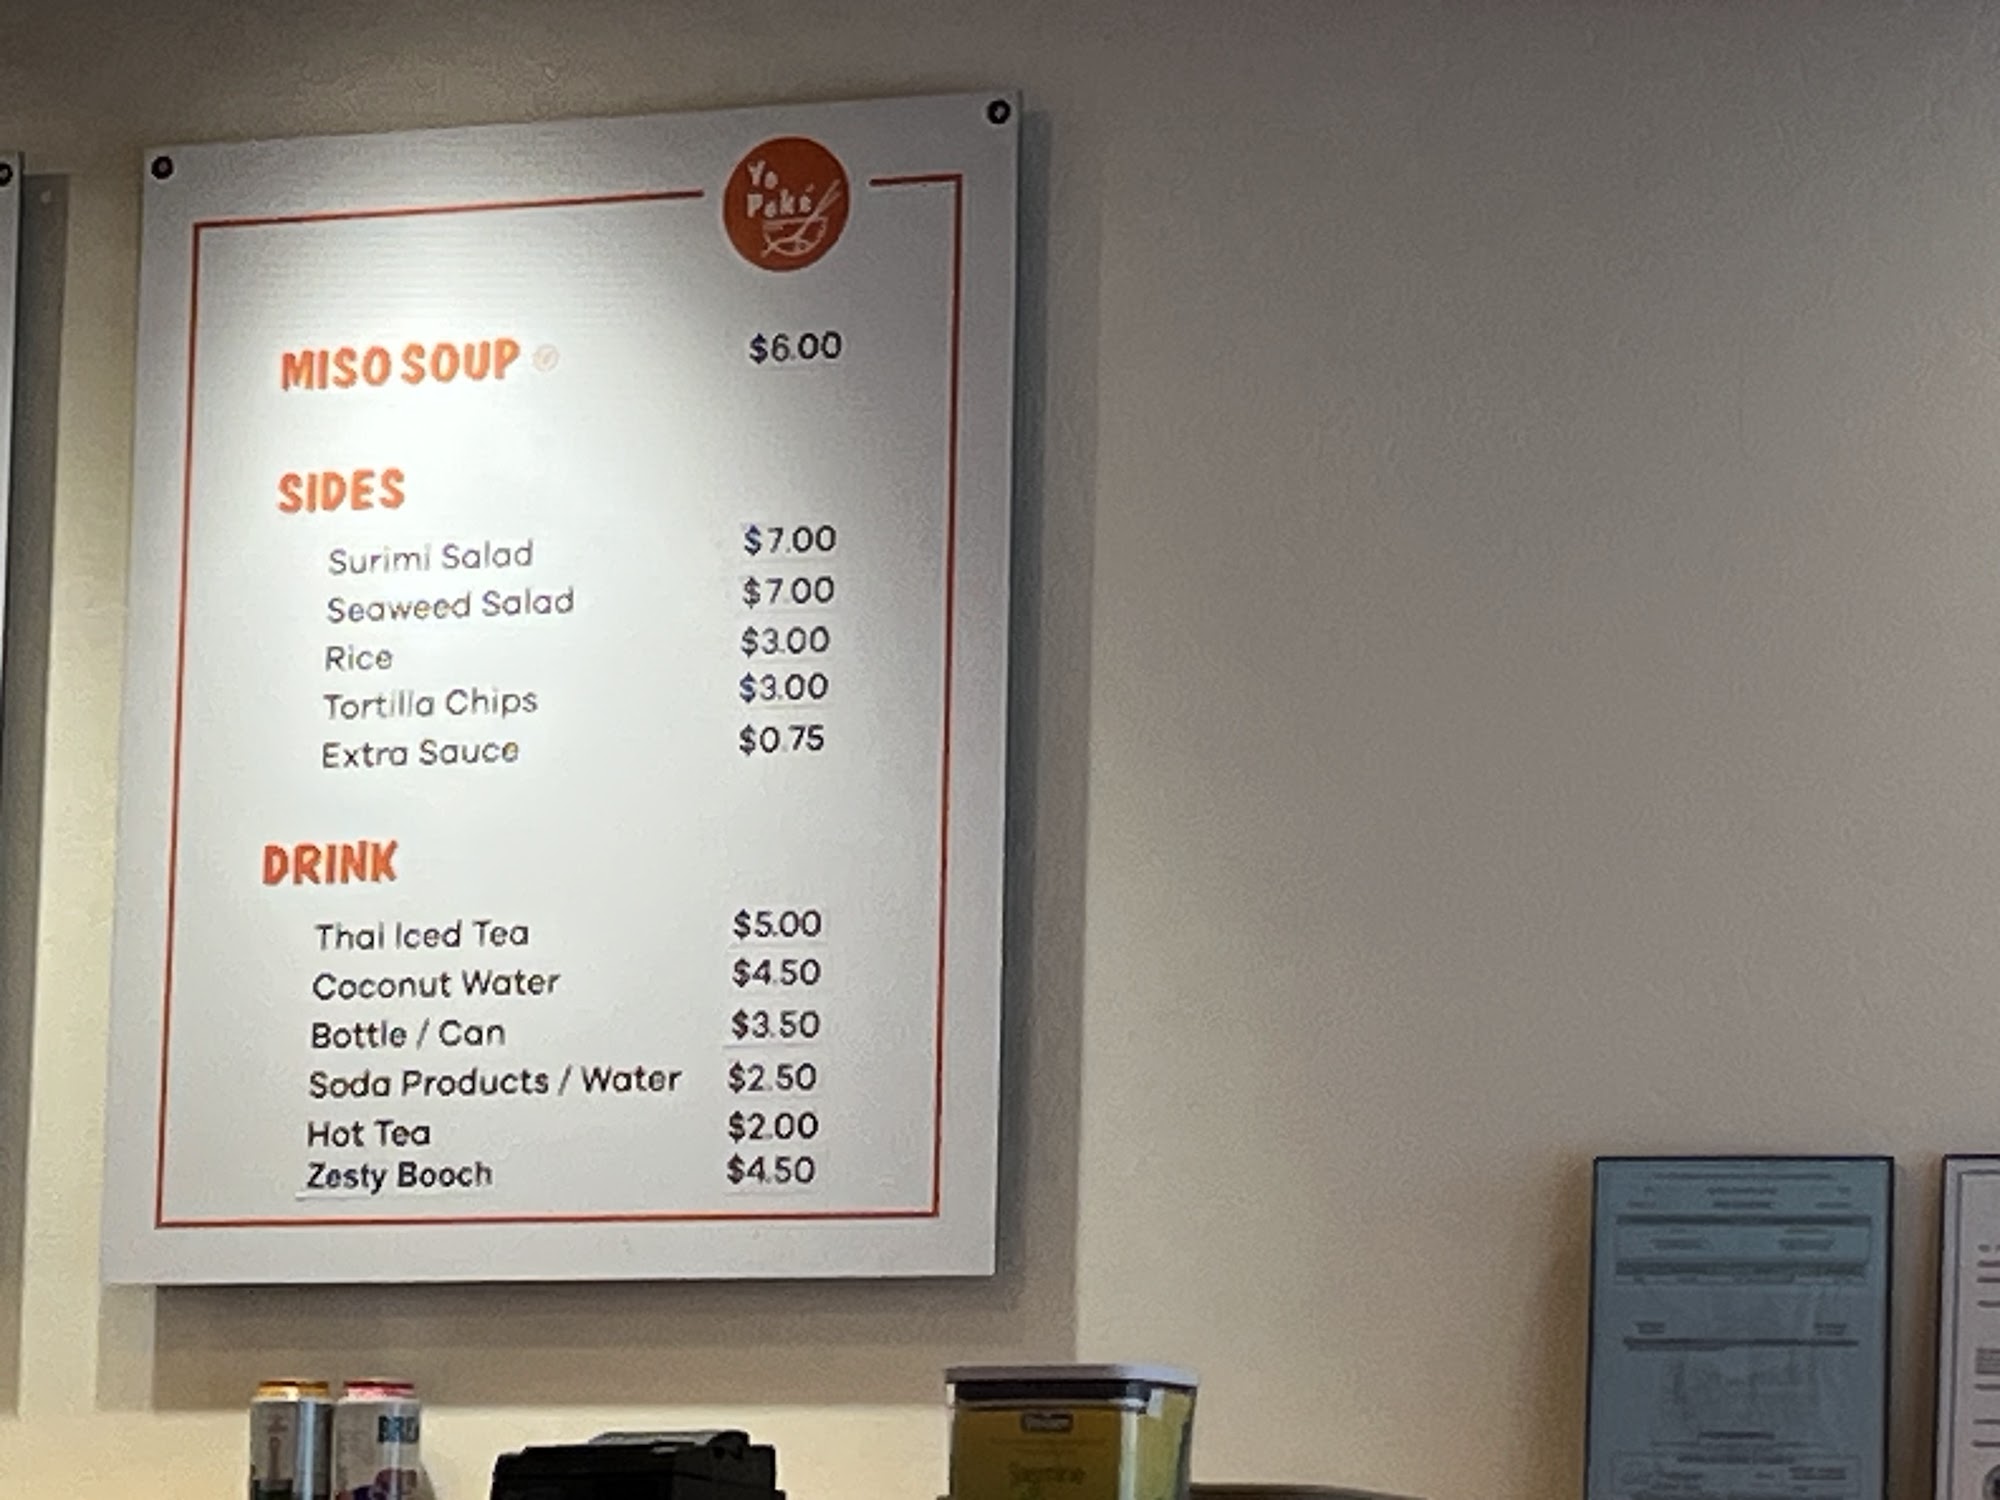 Yo
Poké
MISO SOUP $6.00
SIDES
Surimi Salad $7.00
Seaweed Salad $7.00
Rice $3.00
Tortilla Chips $3.00
Extra Sauce $0.75
DRINK
Thai Iced Tea $5.00
Coconut Water $4.50
Bottle / Can $3.50
Soda Products / Water $2.50
Hot Tea $2.00
Zesty Booch $4.50
Jasmine